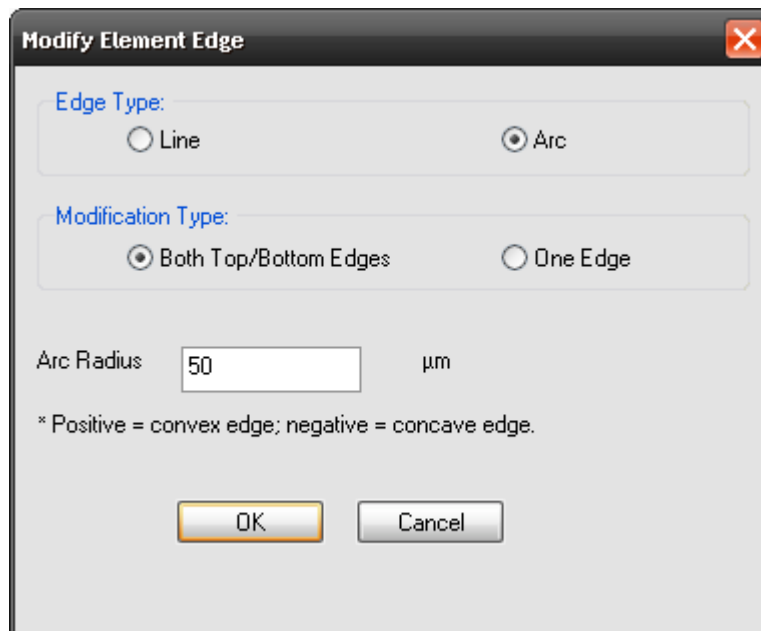 Modify Element Edge
Edge Type:
Line Arc
Modification Type:
Both Top/Bottom Edges One Edge
Arc Radius 50 µm
* Positive = convex edge; negative = concave edge.
OK Cancel